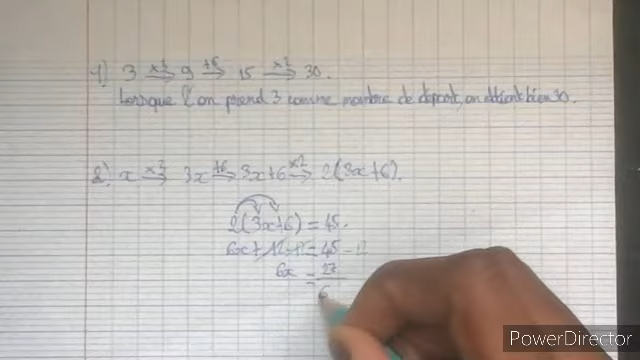 1) 3 ×3→ 9 +6→ 15 ×2→ 30.
Lorsque l'on prend 3 comme nombre de départ, on obtient bien 30.
2) x ×3→ 3x +6→ 3x+6 ×2→ 2(3x+6).
2(3x+6) = 45.
6x+12-12 = 45-12
6x = 27
= 6
PowerDirector